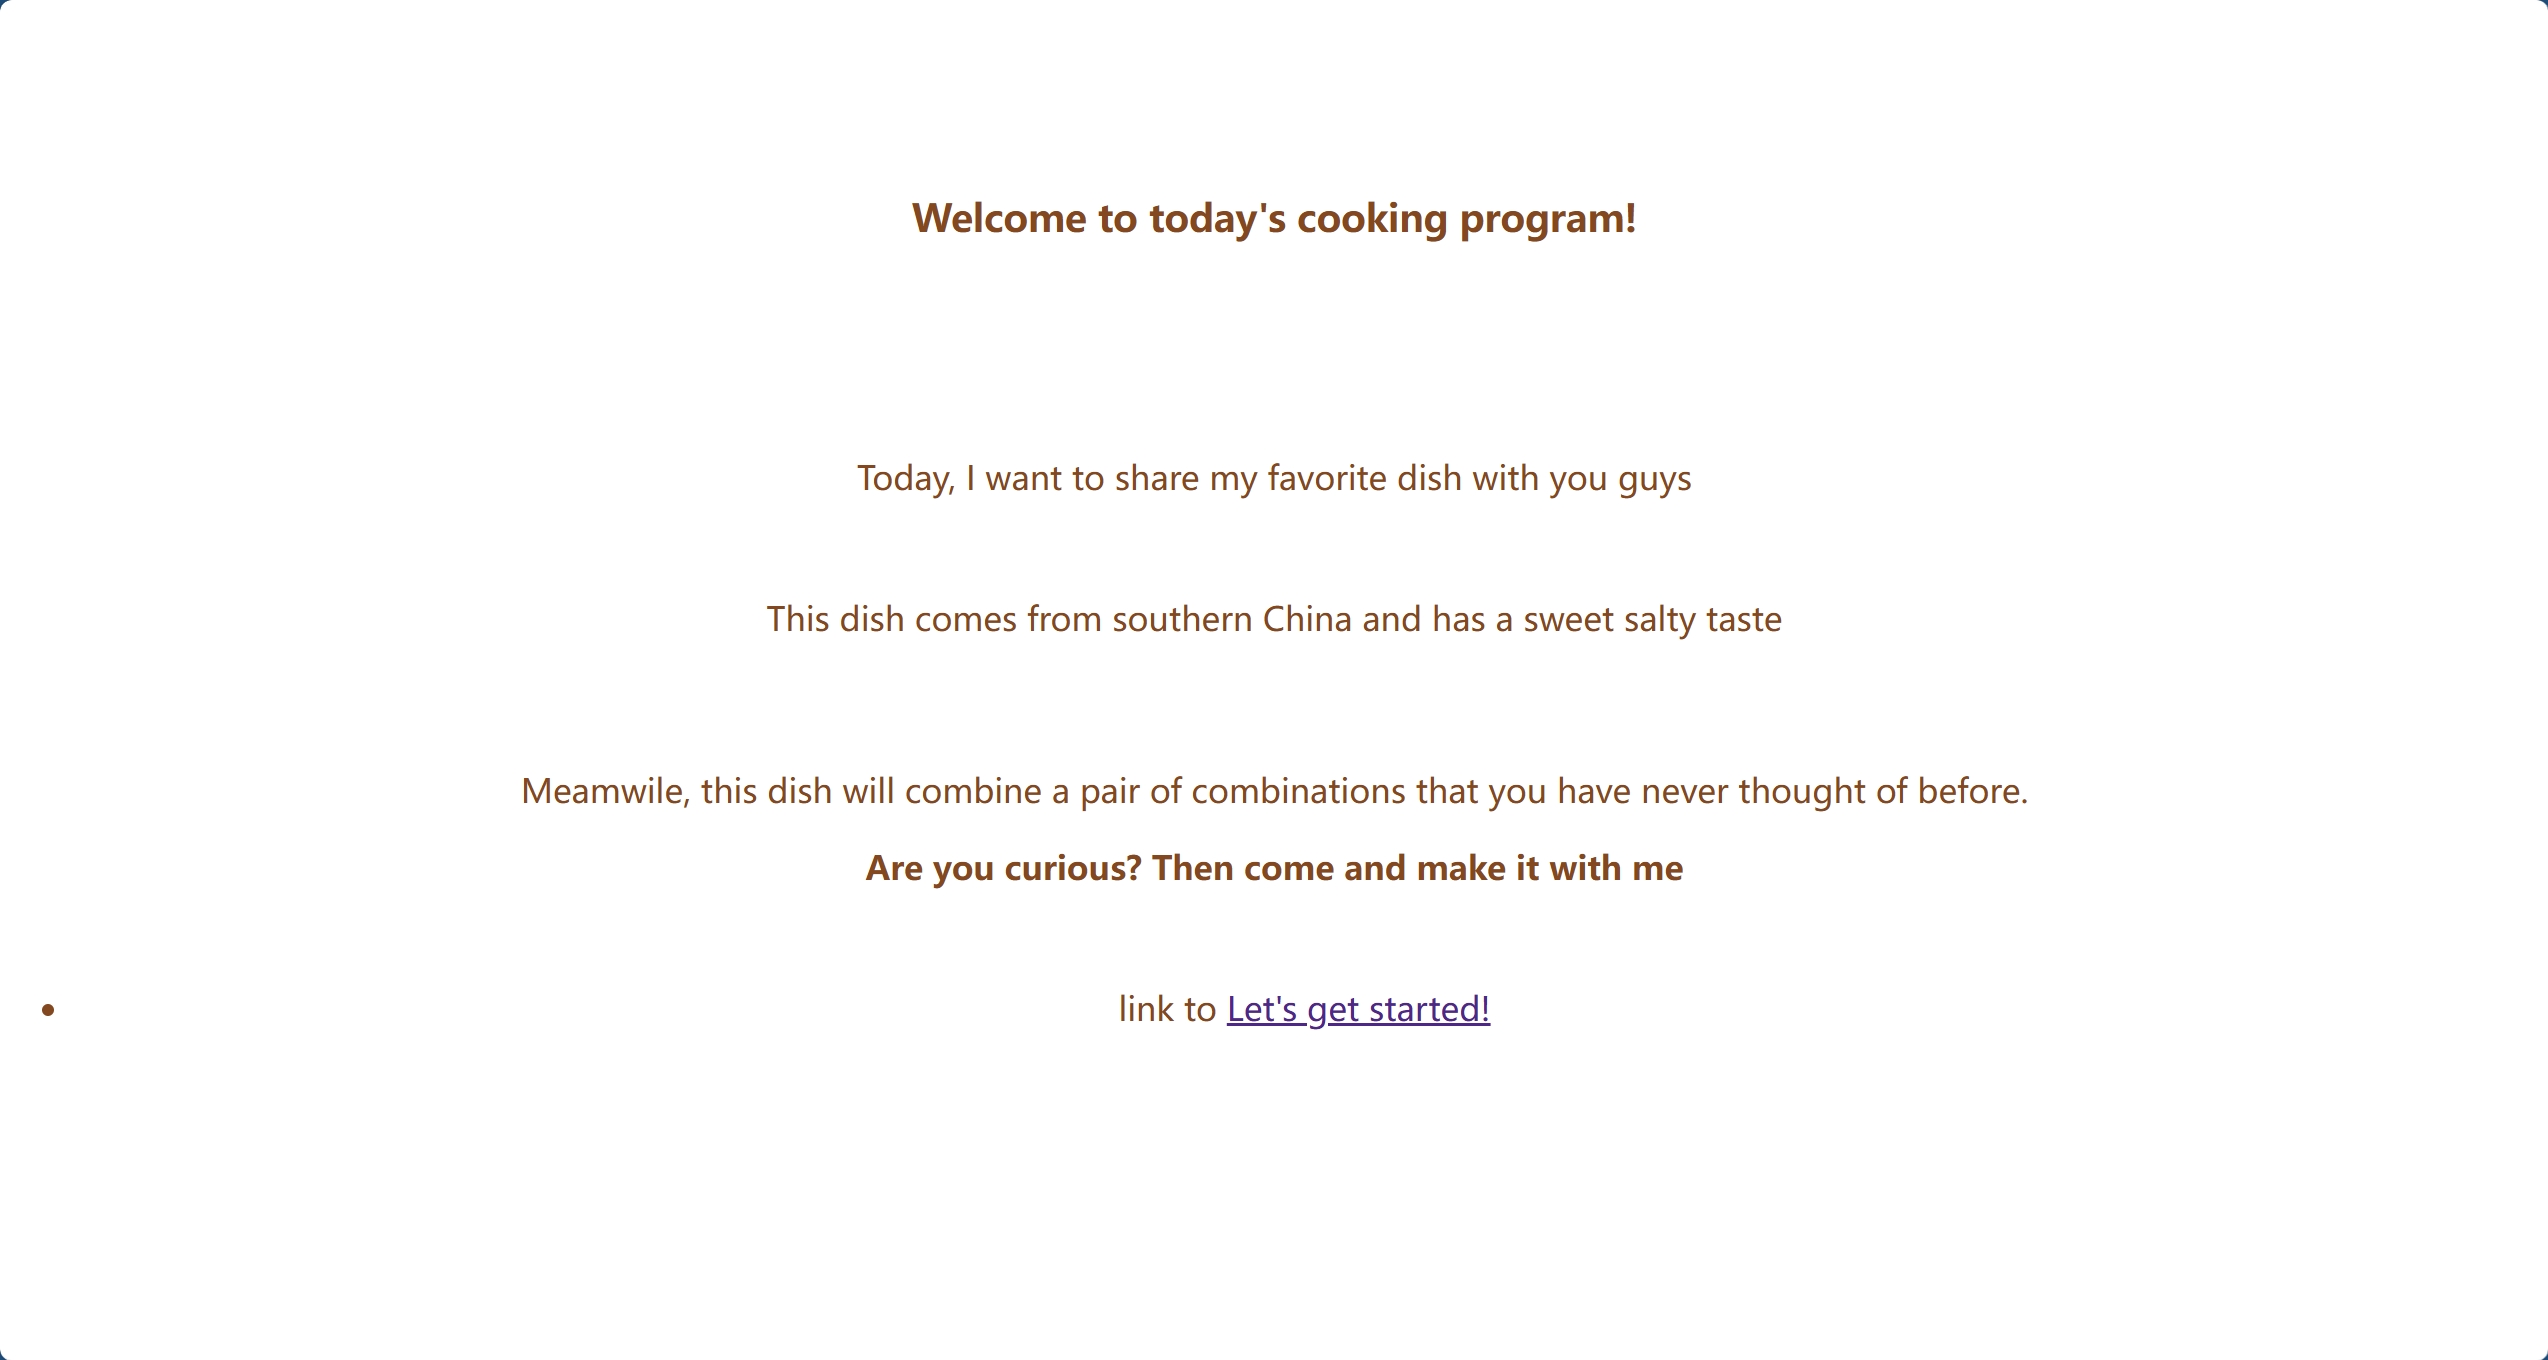 Welcome to today's cooking program!
Today, I want to share my favorite dish with you guys
This dish comes from southern China and has a sweet salty taste
Meamwile, this dish will combine a pair of combinations that you have never thought of before.
Are you curious? Then come and make it with me
• link to Let's get started!